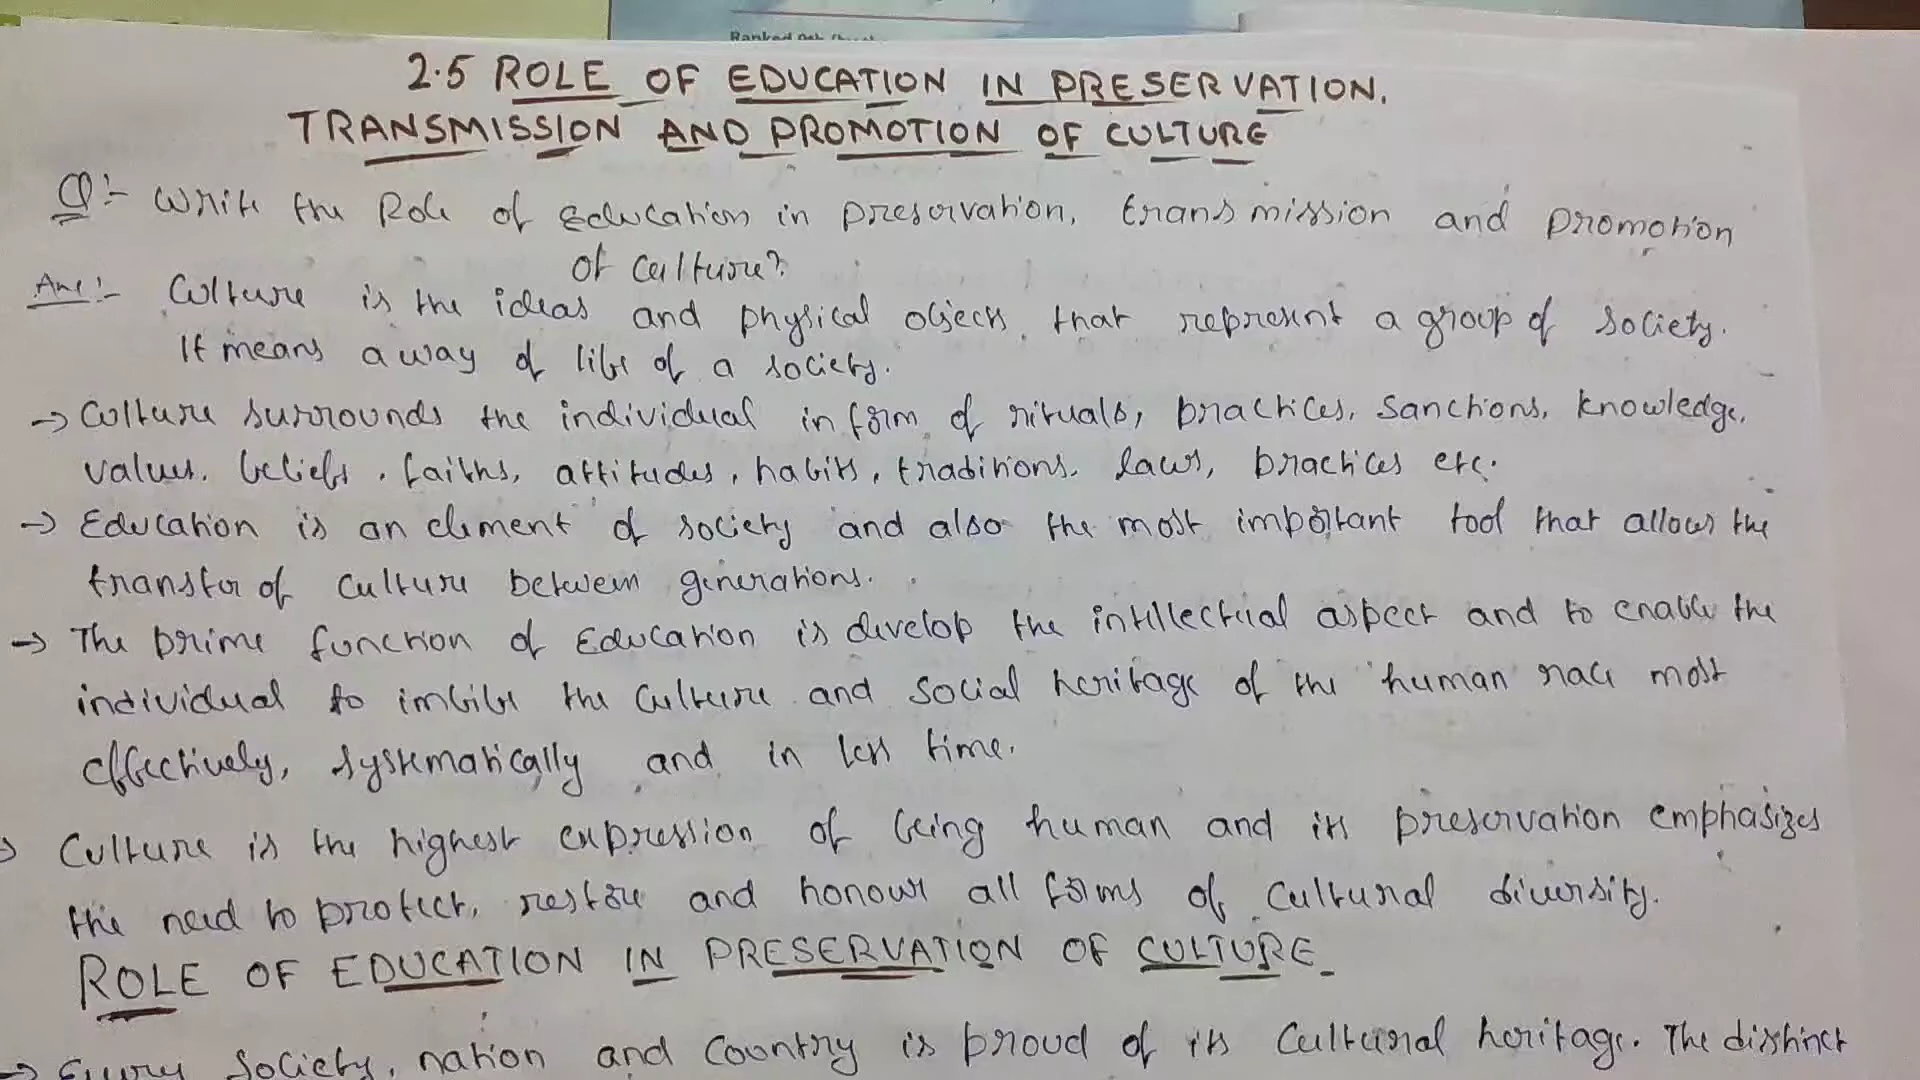 2.5 ROLE OF EDUCATION IN PRESERVATION,
TRANSMISSION AND PROMOTION OF CULTURE
Q:- Write the Role of Education in preservation, transmission and promotion
of culture?
Ans:- Culture is the ideas and physical objects that represent a group of society.
It means a way of life of a society.
→ Culture surrounds the individual in form of rituals, practices, sanctions, knowledge,
values, beliefs, faiths, attitudes, habits, traditions, laws, practices etc.
→ Education is an element of society and also the most important tool that allows the
transfer of culture between generations.
→ The prime function of Education is develop the intellectual aspect and to enable the
individual to imbibe the culture and social heritage of the human race most
effectively, systematically and in less time.
→ Culture is the highest expression of being human and its preservation emphasizes
the need to protect, restore and honour all forms of cultural diversity.
ROLE OF EDUCATION IN PRESERVATION OF CULTURE
→ Every society, nation and country is proud of its cultural heritage. The distinct